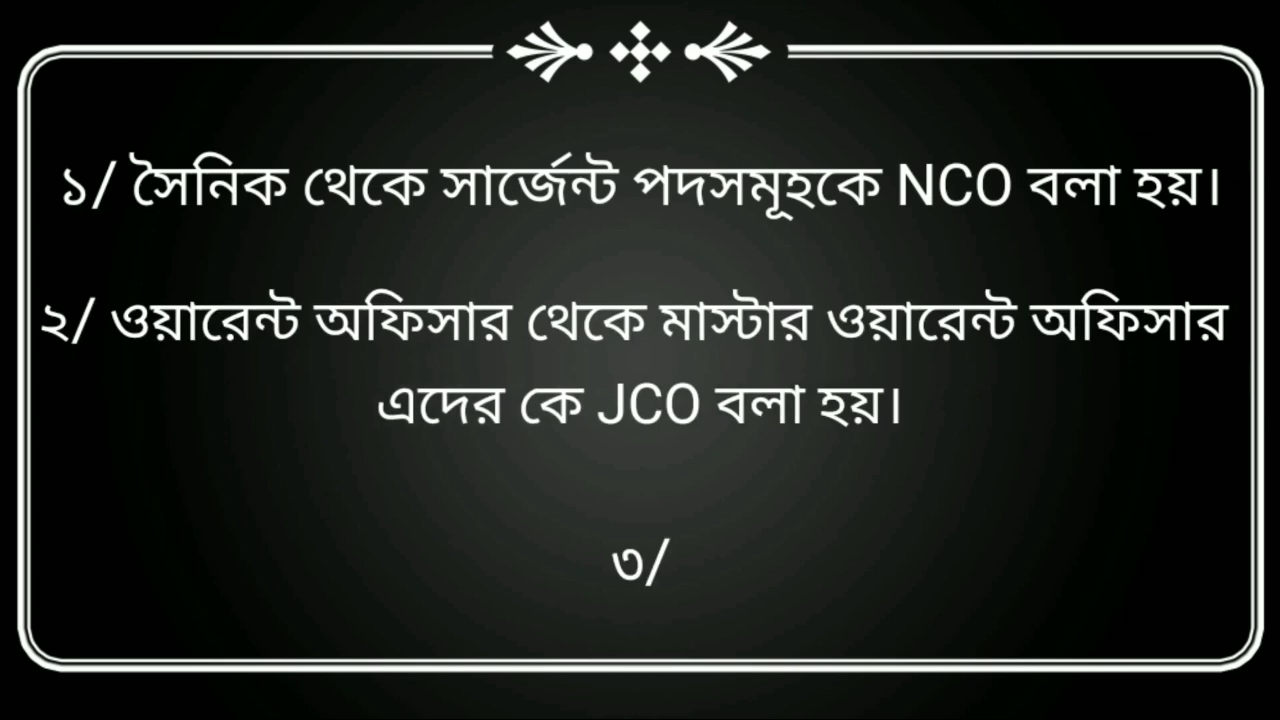 ১/ সৈনিক থেকে সার্জেন্ট পদসমূহকে NCO বলা হয়।
২/ ওয়ারেন্ট অফিসার থেকে মাস্টার ওয়ারেন্ট অফিসার
এদের কে JCO বলা হয়।
৩/